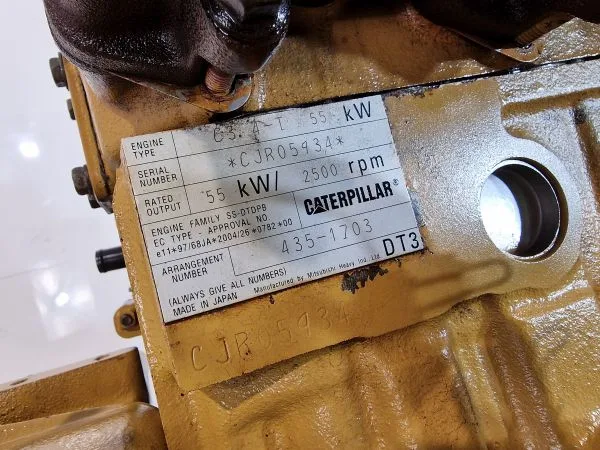 ENGINE TYPE C3.4-T 55 kW
SERIAL NUMBER *CJR05934*
RATED OUTPUT 55 kW/ 2500 rpm
ENGINE FAMILY SS-DTDPB
EC TYPE - APPROVAL NO.
e11*97/68JA*2004/26*0782*00
CATERPILLAR®
ARRANGEMENT NUMBER 435-1703
(ALWAYS GIVE ALL NUMBERS)
MADE IN JAPAN Manufactured by Mitsubishi Heavy Ind. Ltd. DT3
CJR05934